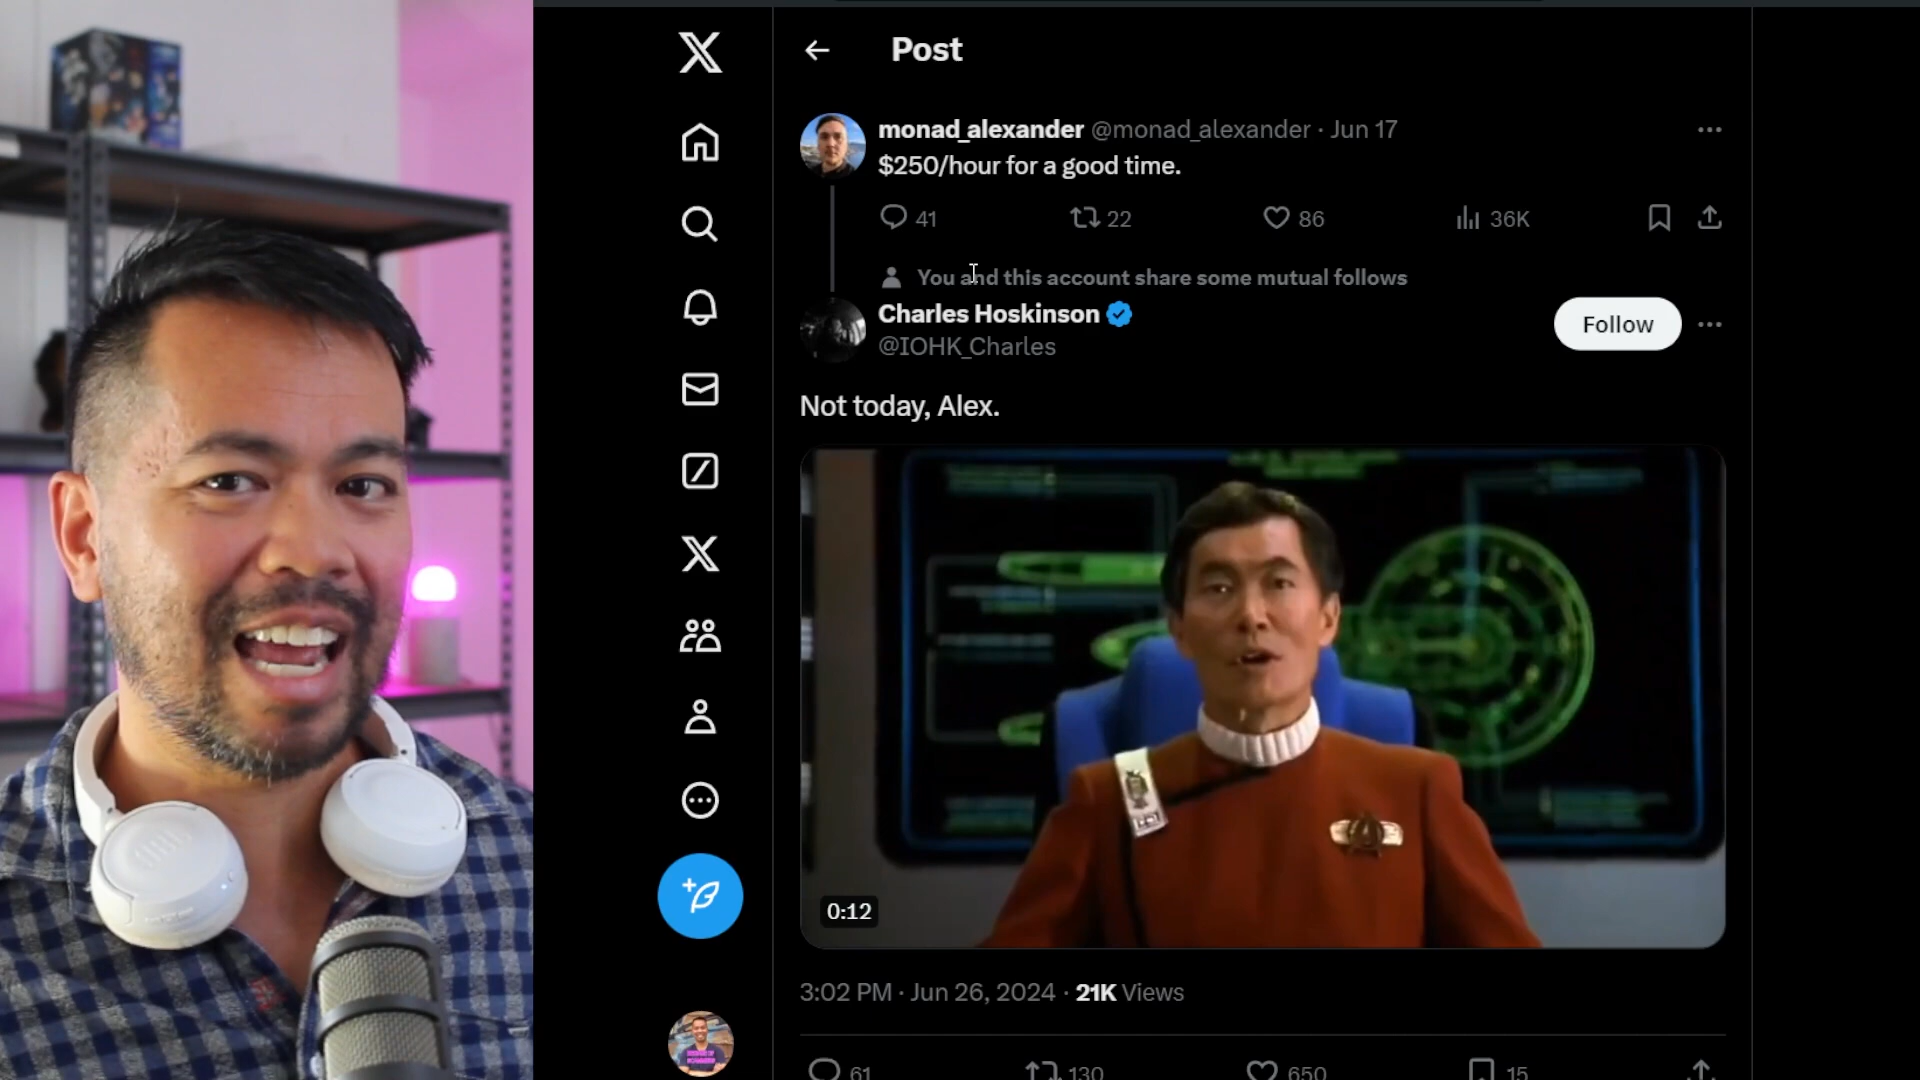 Post
monad_alexander @monad_alexander · Jun 17
$250/hour for a good time.
41 22 86 36K
You and this account share some mutual follows
Charles Hoskinson
@IOHK_Charles
Follow
Not today, Alex.
0:12
3:02 PM · Jun 26, 2024 · 21K Views
61 130 650 15
JBL